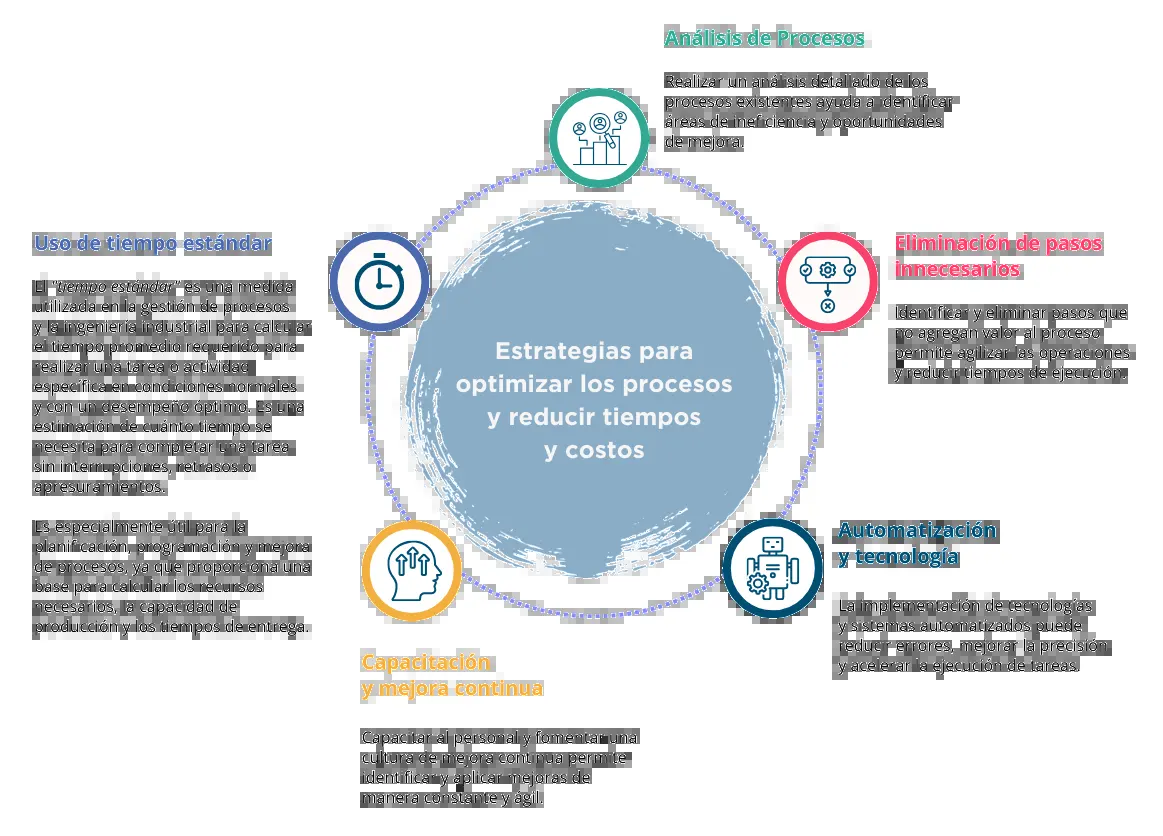 Análisis de Procesos
Realizar un análisis detallado de los
procesos existentes ayuda a identificar
áreas de ineficiencia y oportunidades
de mejora.
Eliminación de pasos
innecesarios
Identificar y eliminar pasos que
no agregan valor al proceso
permite agilizar las operaciones
y reducir tiempos de ejecución.
Automatización
y tecnología
La implementación de tecnologías
y sistemas automatizados puede
reducir errores, mejorar la precisión
y acelerar la ejecución de tareas.
Capacitación
y mejora continua
Capacitar al personal y fomentar una
cultura de mejora continua permite
identificar y aplicar mejoras de
manera constante y ágil.
Uso de tiempo estándar
El "tiempo estándar" es una medida
utilizada en la gestión de procesos
y la ingeniería industrial para calcular
el tiempo promedio requerido para
realizar una tarea o actividad
específica en condiciones normales
y con un desempeño óptimo. Es una
estimación de cuánto tiempo se
necesita para completar una tarea
sin interrupciones, retrasos o
apresuramientos.
Es especialmente útil para la
planificación, programación y mejora
de procesos, ya que proporciona una
base para calcular los recursos
necesarios, la capacidad de
producción y los tiempos de entrega.
Estrategias para
optimizar los procesos
y reducir tiempos
y costos